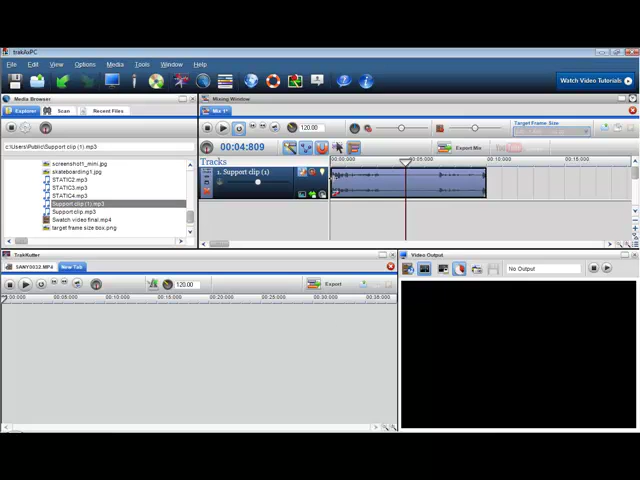 trakAxPC
File Edit View Options Media Tools Window Help
Watch Video Tutorials
Media Browser
Mixing Window
Explorer Scan Recent Files
Mix 1*
120.00
Target Frame Size
c:\Users\Public\Support clip (1).mp3
00:04:809
Export Mix
Tracks
00:00:000 00:05:000 00:10:000 00:15:000
1. Support clip (1)
screenshot1_mini.jpg
skateboarding1.jpg
STATIC2.mp3
STATIC3.mp3
STATIC4.mp3
Support clip (1).mp3
Support clip.mp3
Swatch video final.mp4
target frame size box.png
TrakKutter
Video Output
SANY0032.MP4 New Tab
No Output
120.00
Export
00:00:000 00:05:000 00:10:000 00:15:000 00:20:000 00:25:000 00:30:000 00:35:000